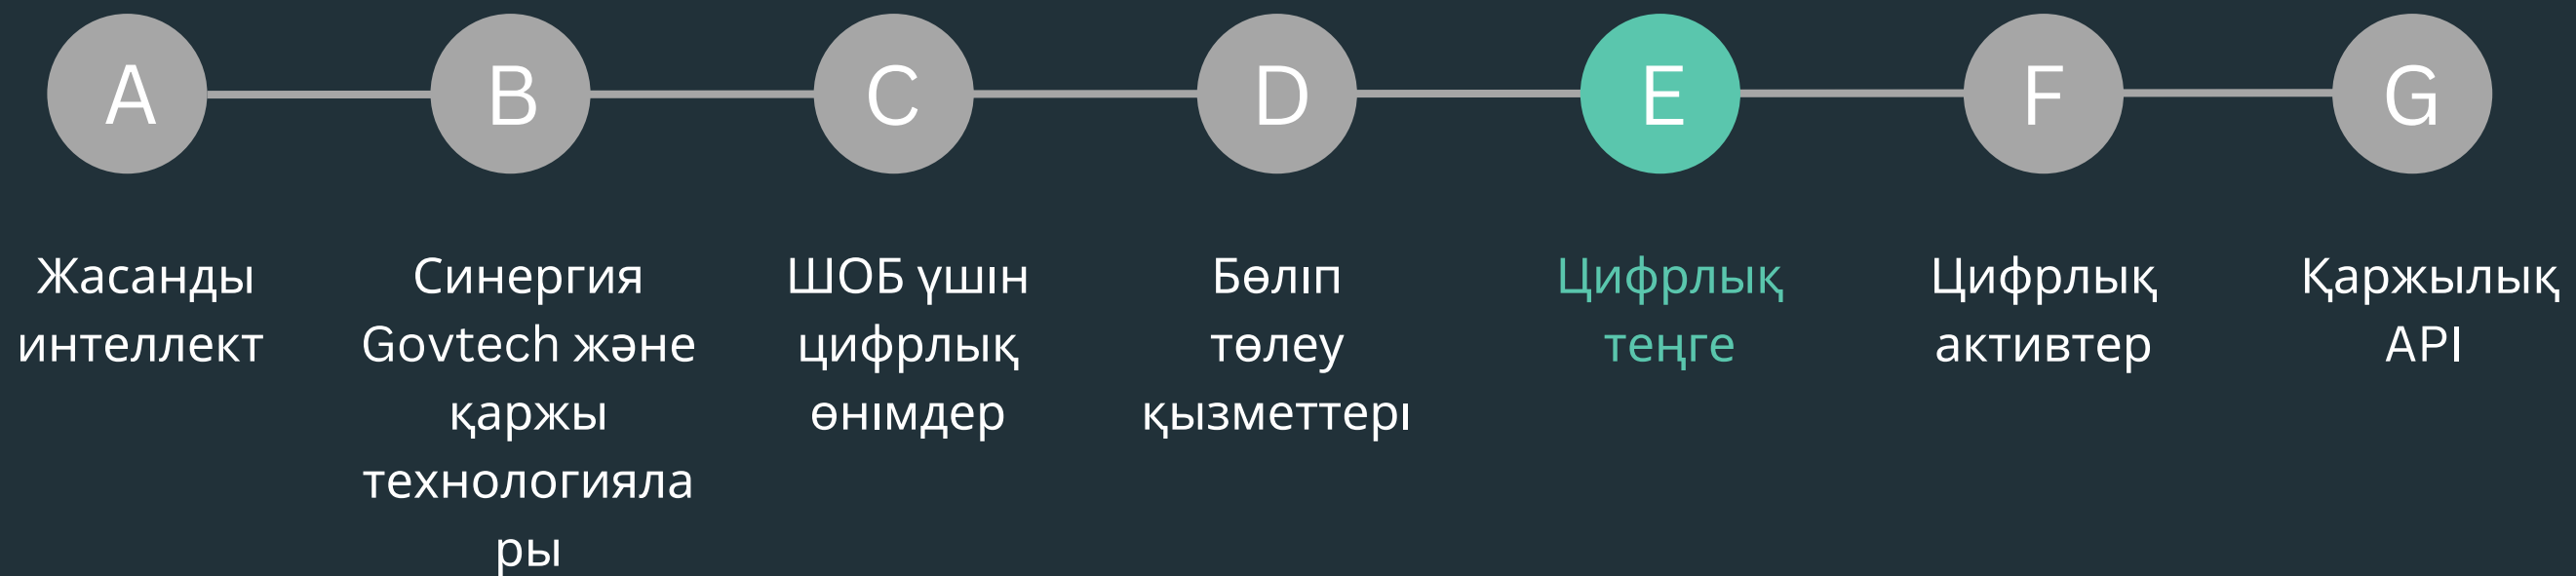 A
B
C
D
E
F
G
Жасанды
интеллект
Синергия
Govtech және
қаржы
технологияла
ры
ШОБ үшін
цифрлық
өнімдер
Бөліп
төлеу
қызметтері
Цифрлық
теңге
Цифрлық
активтер
Қаржылық
API